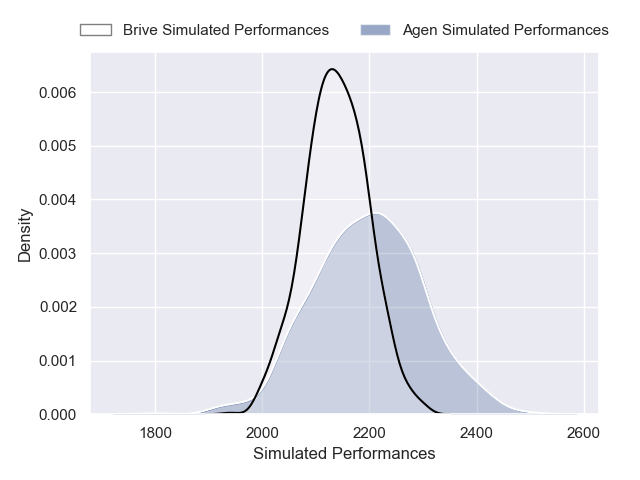 Brive Simulated Performances Agen Simulated Performances
0.006
0.005
0.004
0.003
0.002
0.001
0.000
Density
1800 2000 2200 2400 2600
Simulated Performances